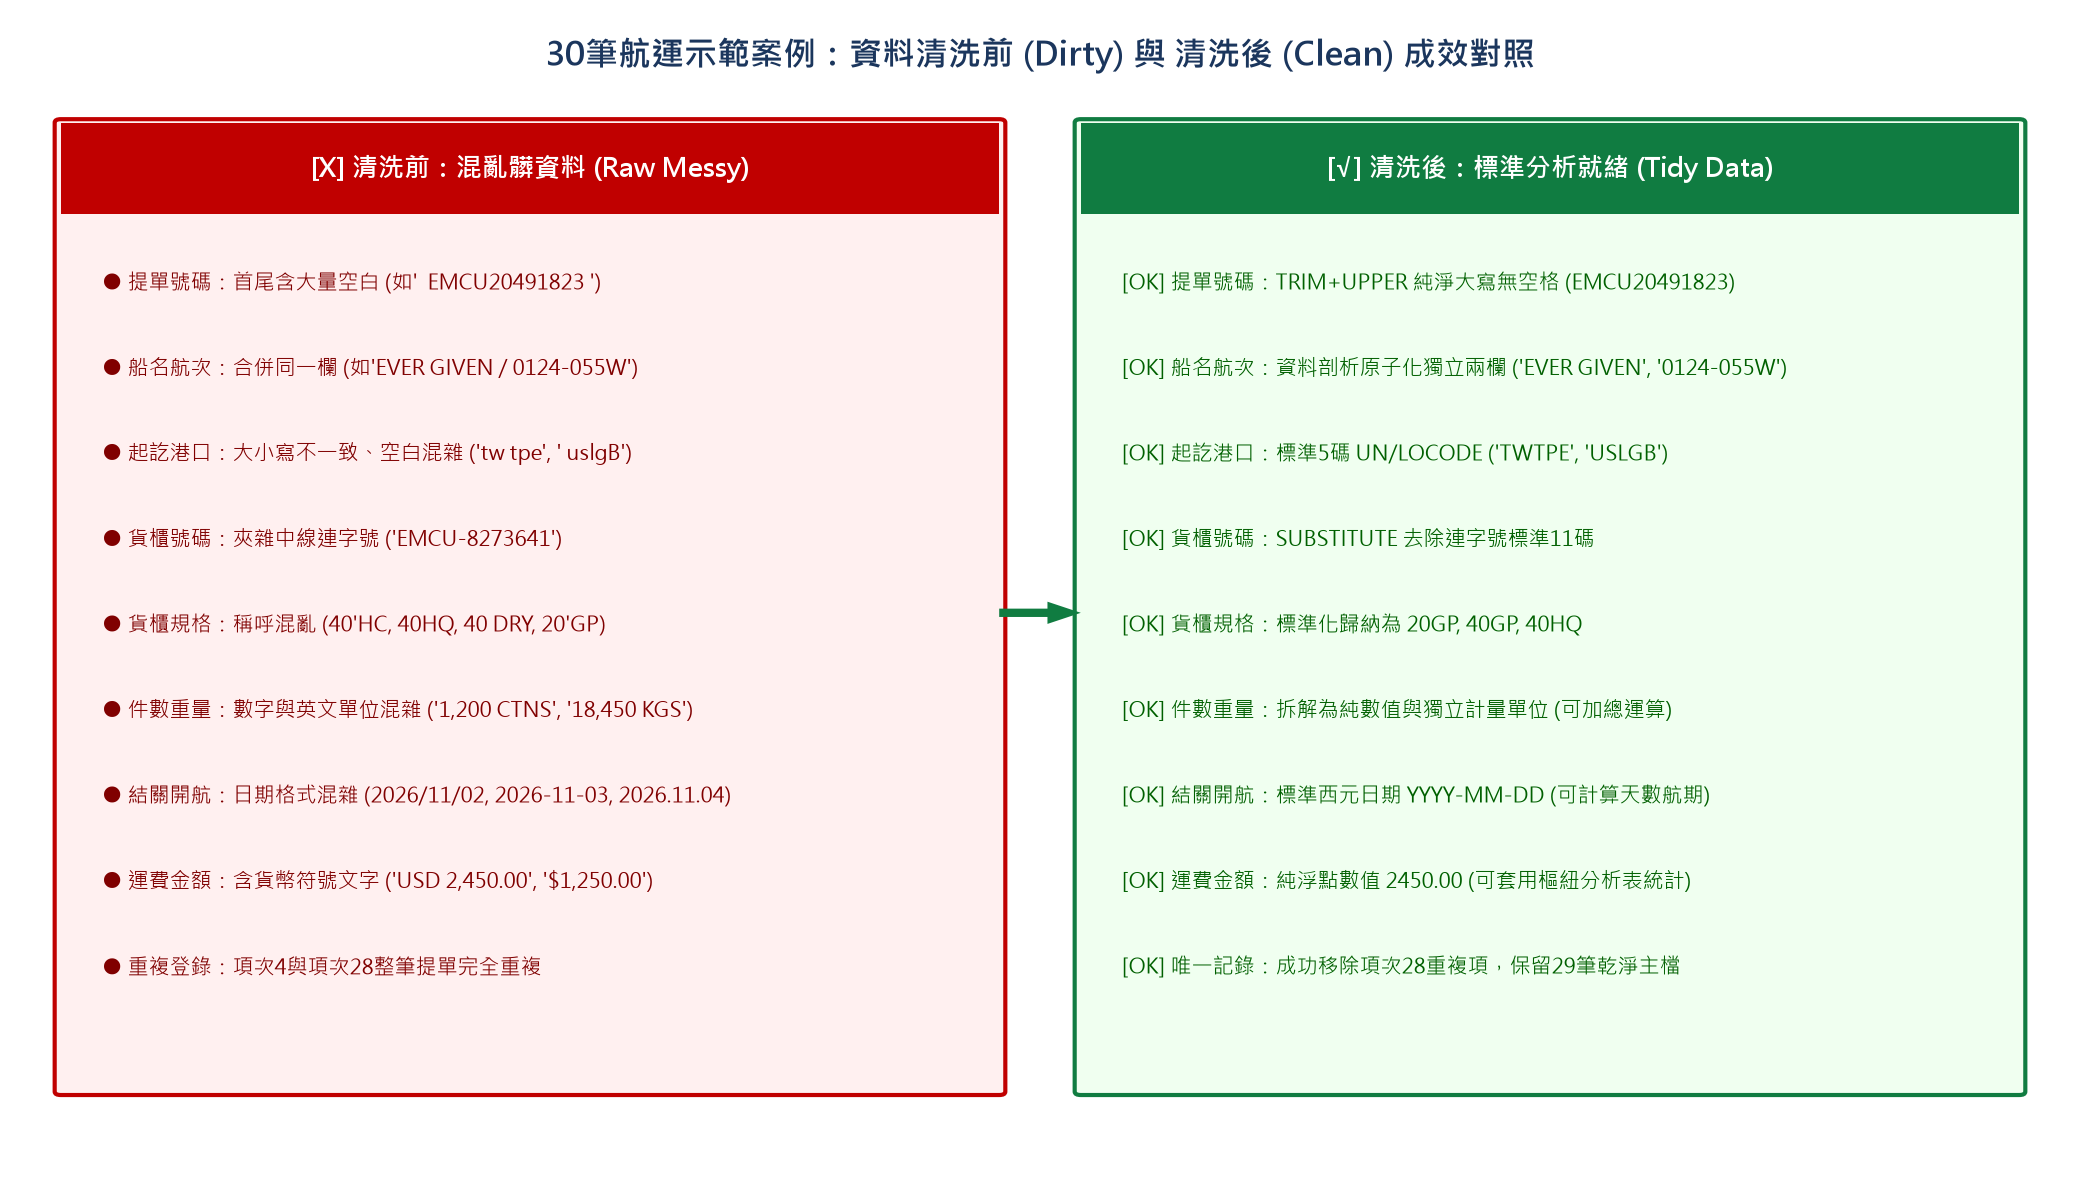 30筆航運示範案例：資料清洗前 (Dirty) 與 清洗後 (Clean) 成效對照
[X] 清洗前：混亂髒資料 (Raw Messy)
● 提單號碼：首尾含大量空白 (如'  EMCU20491823 ')
● 船名航次：合併同一欄 (如'EVER GIVEN / 0124-055W')
● 起訖港口：大小寫不一致、空白混雜 ('tw tpe', ' uslgB')
● 貨櫃號碼：夾雜中線連字號 ('EMCU-8273641')
● 貨櫃規格：稱呼混亂 (40'HC, 40HQ, 40 DRY, 20'GP)
● 件數重量：數字與英文單位混雜 ('1,200 CTNS', '18,450 KGS')
● 結關開航：日期格式混雜 (2026/11/02, 2026-11-03, 2026.11.04)
● 運費金額：含貨幣符號文字 ('USD 2,450.00', '$1,250.00')
● 重複登錄：項次4與項次28整筆提單完全重複
[√] 清洗後：標準分析就緒 (Tidy Data)
[OK] 提單號碼：TRIM+UPPER 純淨大寫無空格 (EMCU20491823)
[OK] 船名航次：資料剖析原子化獨立兩欄 ('EVER GIVEN', '0124-055W')
[OK] 起訖港口：標準5碼 UN/LOCODE ('TWTPE', 'USLGB')
[OK] 貨櫃號碼：SUBSTITUTE 去除連字號標準11碼
[OK] 貨櫃規格：標準化歸納為 20GP, 40GP, 40HQ
[OK] 件數重量：拆解為純數值與獨立計量單位 (可加總運算)
[OK] 結關開航：標準西元日期 YYYY-MM-DD (可計算天數航期)
[OK] 運費金額：純浮點數值 2450.00 (可套用樞紐分析表統計)
[OK] 唯一記錄：成功移除項次28重複項，保留29筆乾淨主檔